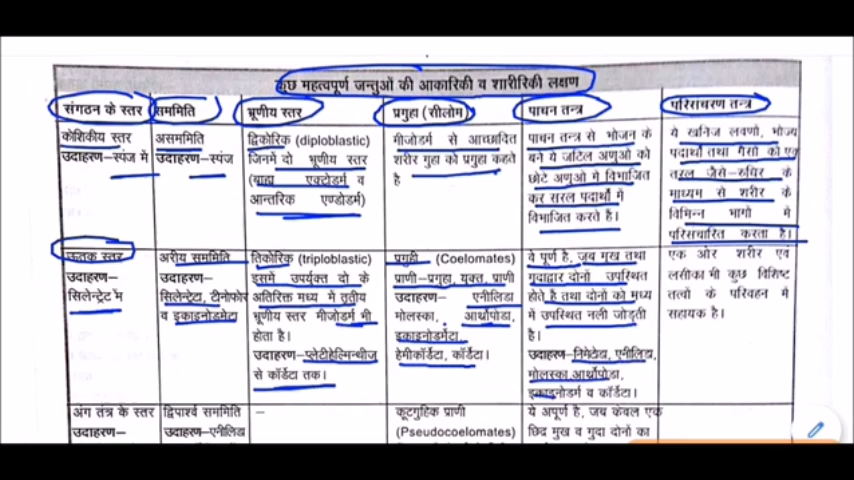 कुछ महत्वपूर्ण जन्तुओं की आकारिकी व शारीरिकी लक्षण
संगठन के स्तर
सममिति
भ्रूणीय स्तर
प्रगुहा (सीलोम)
पाचन तन्त्र
परिसंचरण तन्त्र
कोशिकीय स्तर
उदाहरण–स्पंज में
असममिति
उदाहरण–स्पंज
द्विकोरिक (diploblastic)
जिनमें दो भ्रूणीय स्तर
(बाह्य एक्टोडर्म व
आन्तरिक एण्डोडर्म)
मीजोडर्म से आच्छादित
शरीर गुहा को प्रगुहा कहते
है
पाचन तन्त्र से भोजन के
बने ये जटिल अणुओं को
छोटे अणुओ में विभाजित
कर सरल पदार्थो में
विभाजित करते है।
ये खनिज लवणो, भोज्य
पदार्थो तथा गैसो को एक
तरल जैसे–रुधिर के
माध्यम से शरीर के
विभिन्न भागो में
परिसंचारित करता है।
ऊतक स्तर
उदाहरण–
सिलेन्ट्रेट में
अरीय सममिति
उदाहरण–
सिलेन्ट्रेटा, टीनोफोर
व इकाइनोडमेटा
त्रिकोरिक (triploblastic)
इसमें उपर्युक्त दो के
अतिरिक्त मध्य में तृतीय
भ्रूणीय स्तर मीजोडर्म भी
होता है।
उदाहरण–प्लेटीहेल्मिन्थीज
से कॉर्डेटा तक।
प्रगुही (Coelomates)
प्राणी–प्रगुहा, युक्त, प्राणी
उदाहरण– एनीलिडा
मोलस्का, आर्थोपोडा,
इकाइनोडर्मेटा,
हेमीकॉर्डेटा, कॉर्डेटा।
वे पूर्ण है, जब मुख तथा
गुदाद्वार दोनों उपस्थित
होते है तथा दोनों को मध्य
में उपस्थित नली जोड़ती
है।
उदाहरण–निमेटोडा, एनीलिडा,
मोलस्का आर्थोपोडा,
इकाइनोडर्म व कॉर्डेटा।
एक ओर शरीर एवं
लसीका भी कुछ विशिष्ट
तत्वों के परिवहन में
सहायक है।
अंग तंत्र के स्तर
उदाहरण–
द्विपार्श्व सममिति
उदाहरण–एनीलिडा
–
कूटगुहिक प्राणी
(Pseudocoelomates)
ये अपूर्ण है, जब केवल एक
छिद्र मुख व गुदा दोनों का